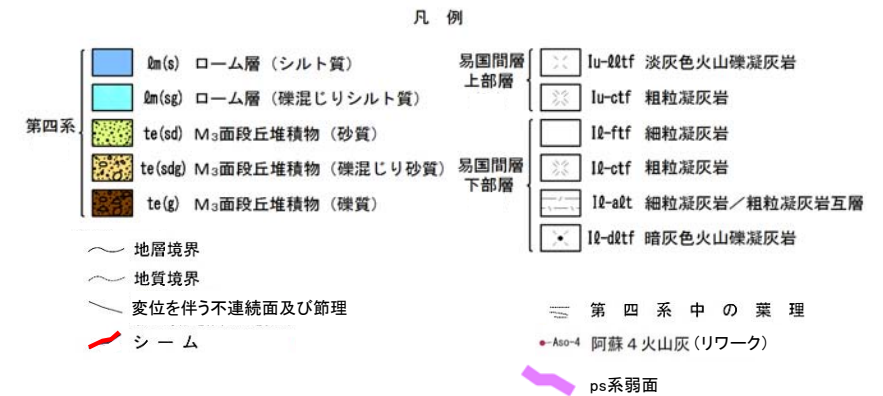 凡 例
第四系
ℓm(s) ローム層（シルト質）
ℓm(sg) ローム層（礫混じりシルト質）
te(sd) M₃面段丘堆積物（砂質）
te(sdg) M₃面段丘堆積物（礫混じり砂質）
te(g) M₃面段丘堆積物（礫質）
地層境界
地質境界
変位を伴う不連続面及び節理
シーム
易国間層
上部層
Iu-ℓℓtf 淡灰色火山礫凝灰岩
Iu-ctf 粗粒凝灰岩
易国間層
下部層
Iℓ-ftf 細粒凝灰岩
Iℓ-ctf 粗粒凝灰岩
Iℓ-aℓt 細粒凝灰岩／粗粒凝灰岩互層
Iℓ-dℓtf 暗灰色火山礫凝灰岩
第四系中の葉理
Aso-4 阿蘇４火山灰（リワーク）
ps系弱面